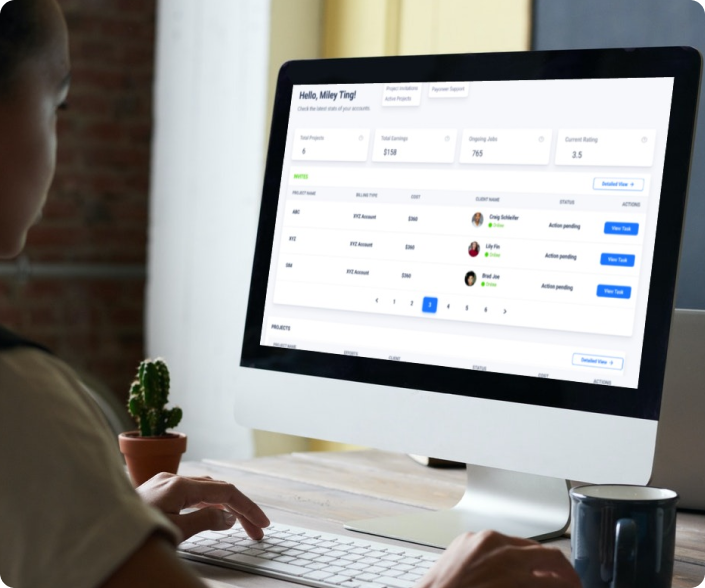 Project Invitations
Payoneer Support
Hello, Miley Ting!
Active Projects
Check the latest stats of your accounts.
Total Projects
6
Total Earnings
$158
Ongoing Jobs
765
Current Rating
3.5
INVITES
Detailed View →
PROJECT NAME BILLING TYPE COST CLIENT NAME STATUS ACTIONS
ABC XYZ Account $360 Craig Schleifer Action pending View Task
Online
XYZ XYZ Account $360 Lily Fin Action pending View Task
Online
XYZ Account $360 Brad Joe Action pending View Task
Online
< 1 2 3 4 5 6 >
PROJECTS
Detailed View →
PROJECT NAME CLIENT STATUS COST ACTIONS